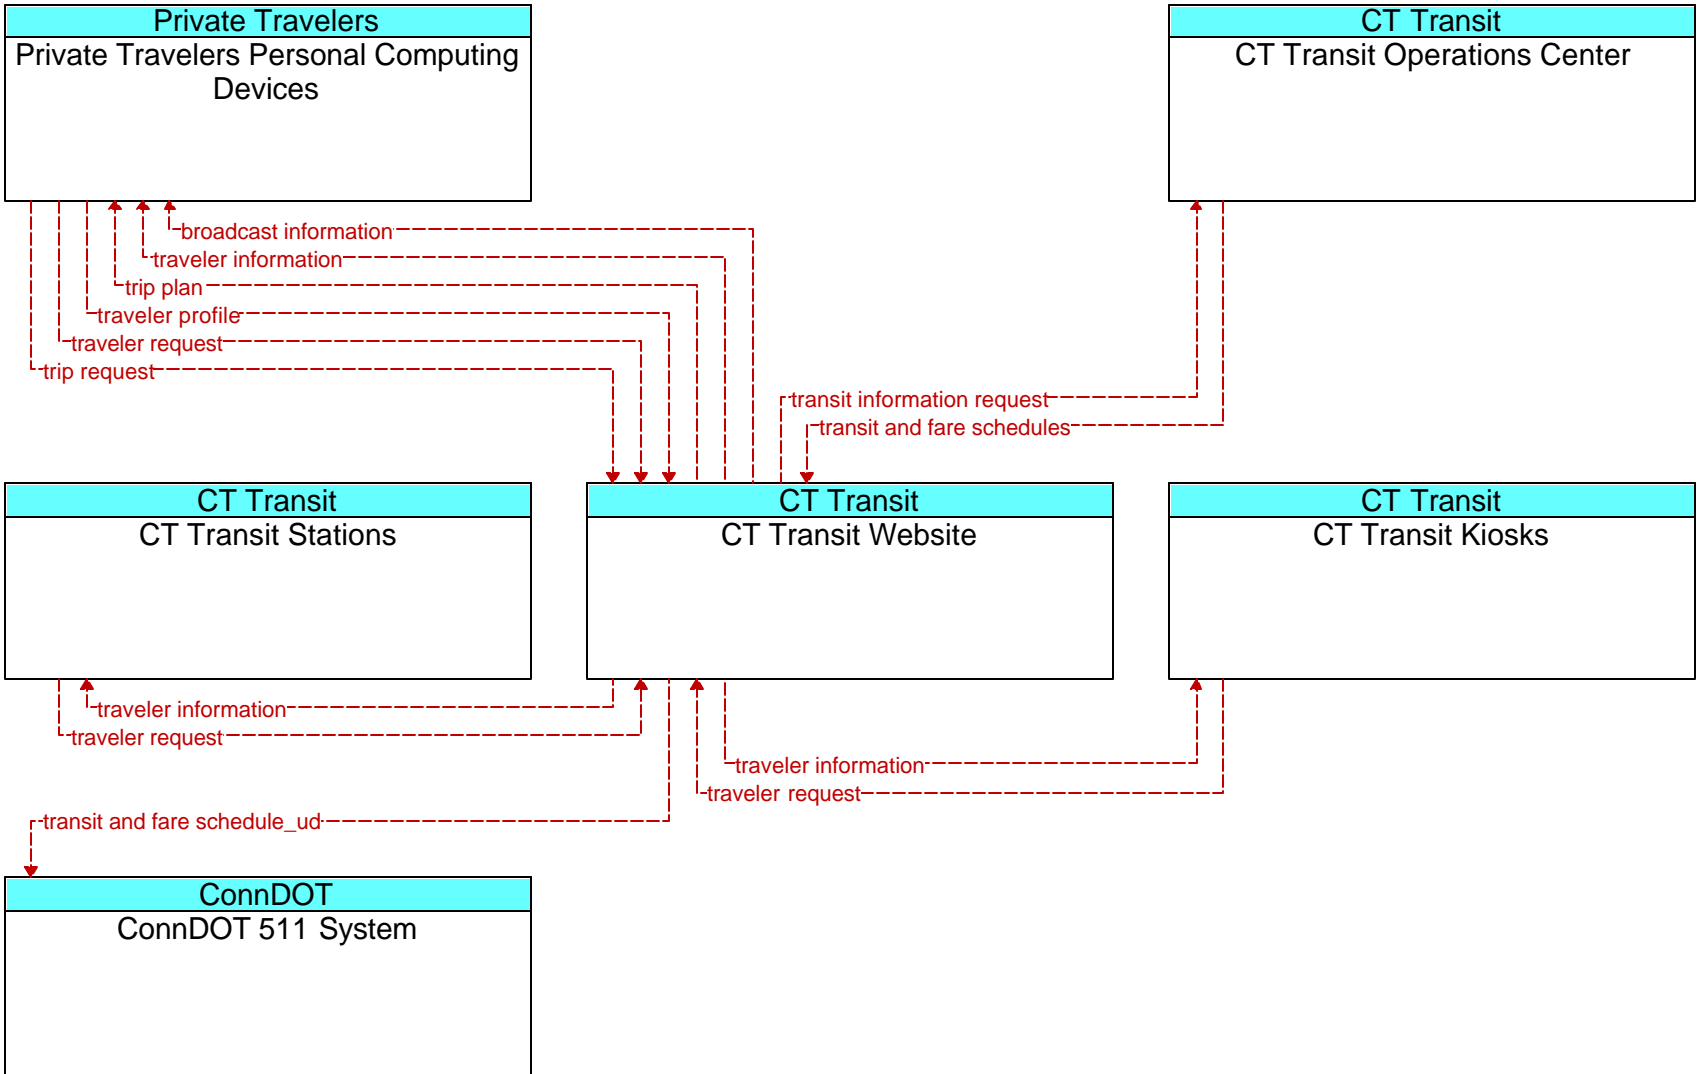 Private Travelers
Private Travelers Personal Computing
Devices
CT Transit
CT Transit Operations Center
broadcast information
traveler information
trip plan
traveler profile
traveler request
trip request
transit information request
transit and fare schedules
CT Transit
CT Transit Stations
CT Transit
CT Transit Website
CT Transit
CT Transit Kiosks
traveler information
traveler request
traveler information
traveler request
transit and fare schedule_ud
ConnDOT
ConnDOT 511 System